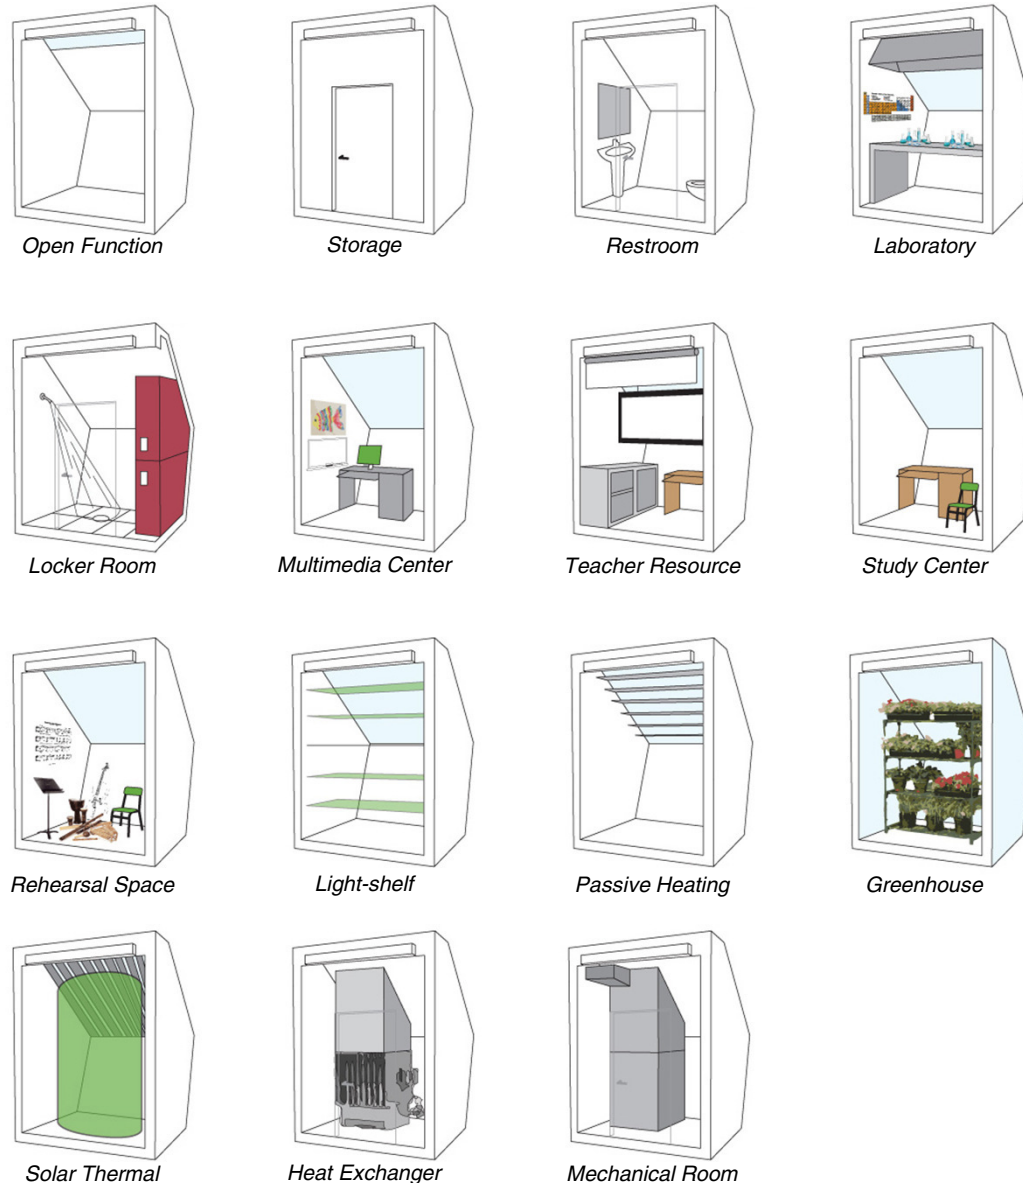 Open Function
Storage
Restroom
Laboratory
Locker Room
Multimedia Center
Teacher Resource
Study Center
Rehearsal Space
Light-shelf
Passive Heating
Greenhouse
Solar Thermal
Heat Exchanger
Mechanical Room